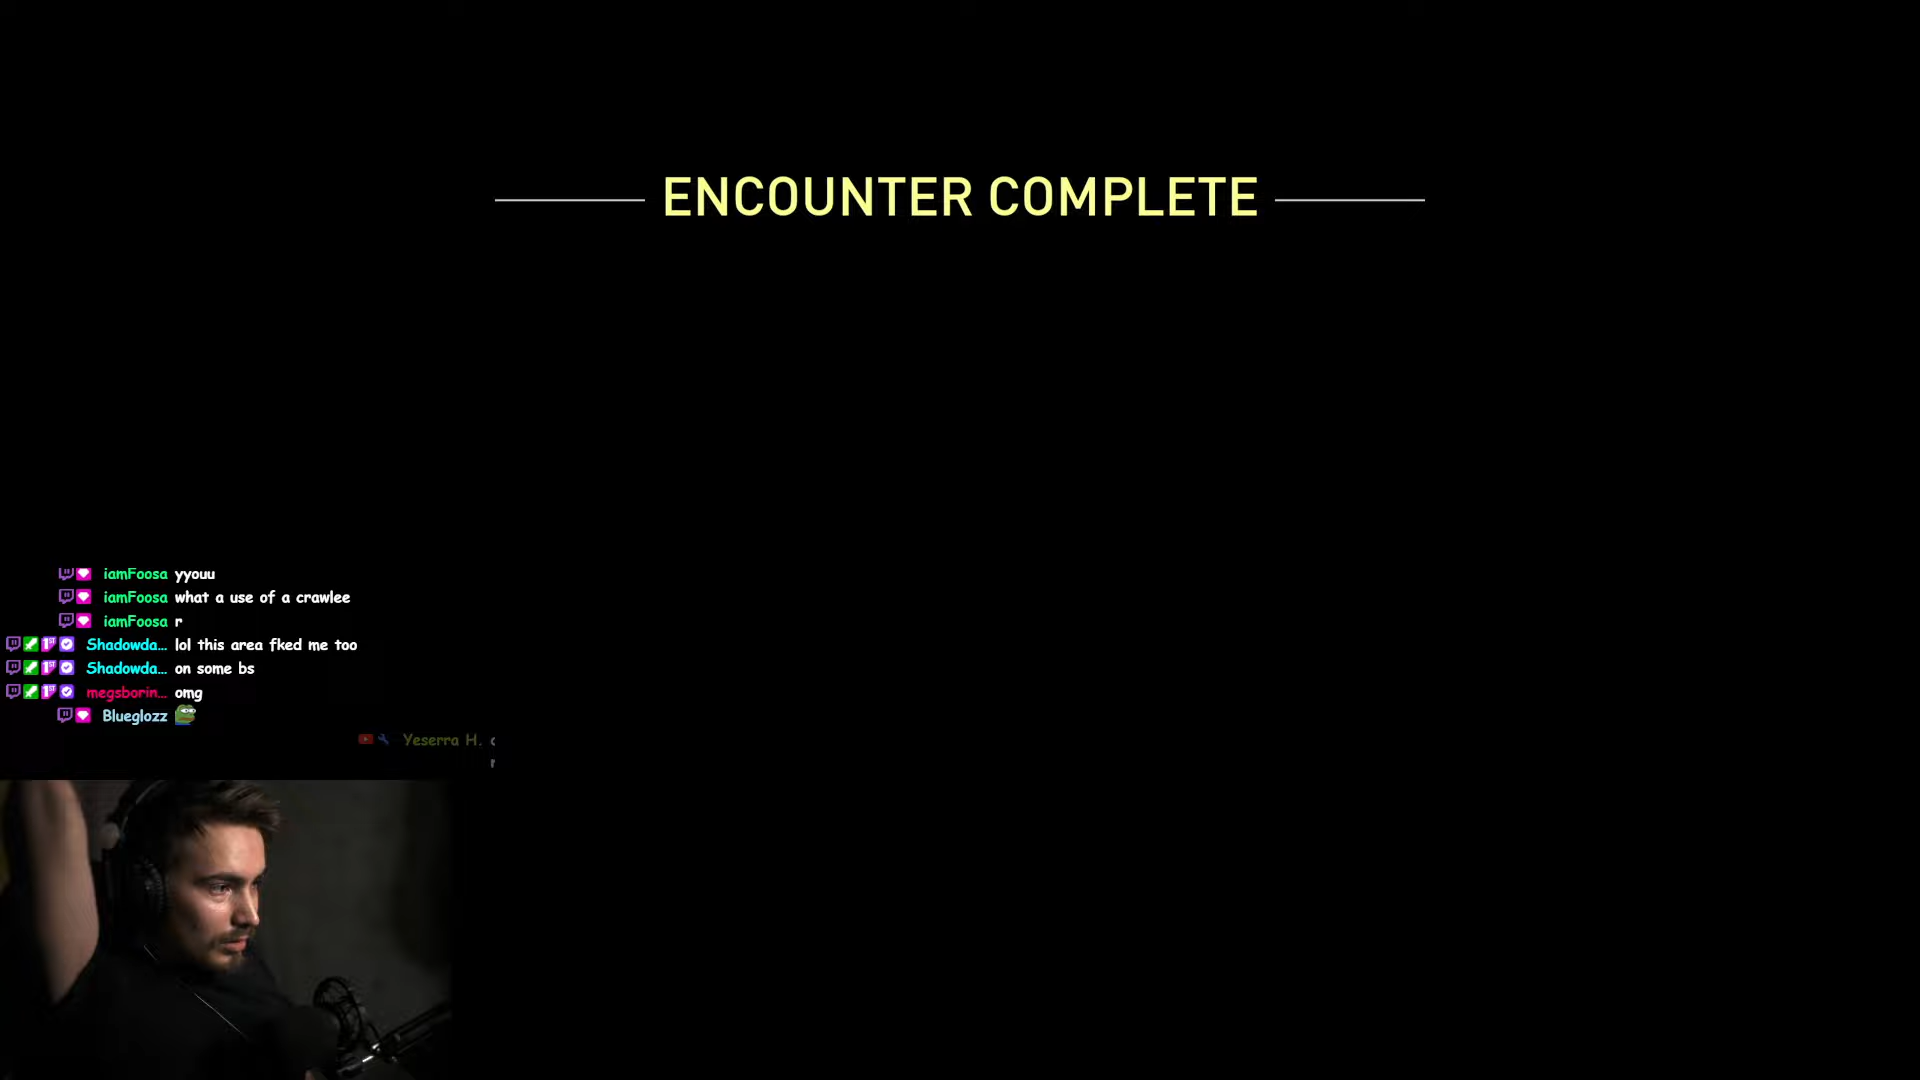 ENCOUNTER COMPLETE
iamFoosa yyouu
iamFoosa what a use of a crawlee
iamFoosa r
Shadowda... lol this area fked me too
Shadowda... on some bs
megsborin... omg
Blueglozz
Yeserra H.